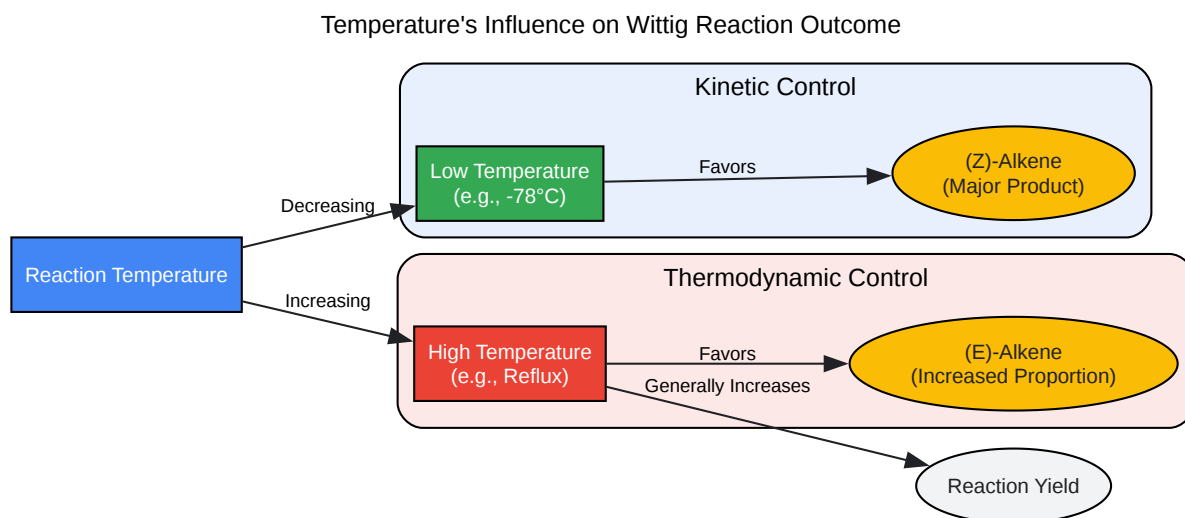 Temperature's Influence on Wittig Reaction Outcome
Kinetic Control
Low Temperature
(e.g., -78°C)
Favors
(Z)-Alkene
(Major Product)
Decreasing
Reaction Temperature
Increasing
Thermodynamic Control
High Temperature
(e.g., Reflux)
Favors
(E)-Alkene
(Increased Proportion)
Generally Increases
Reaction Yield